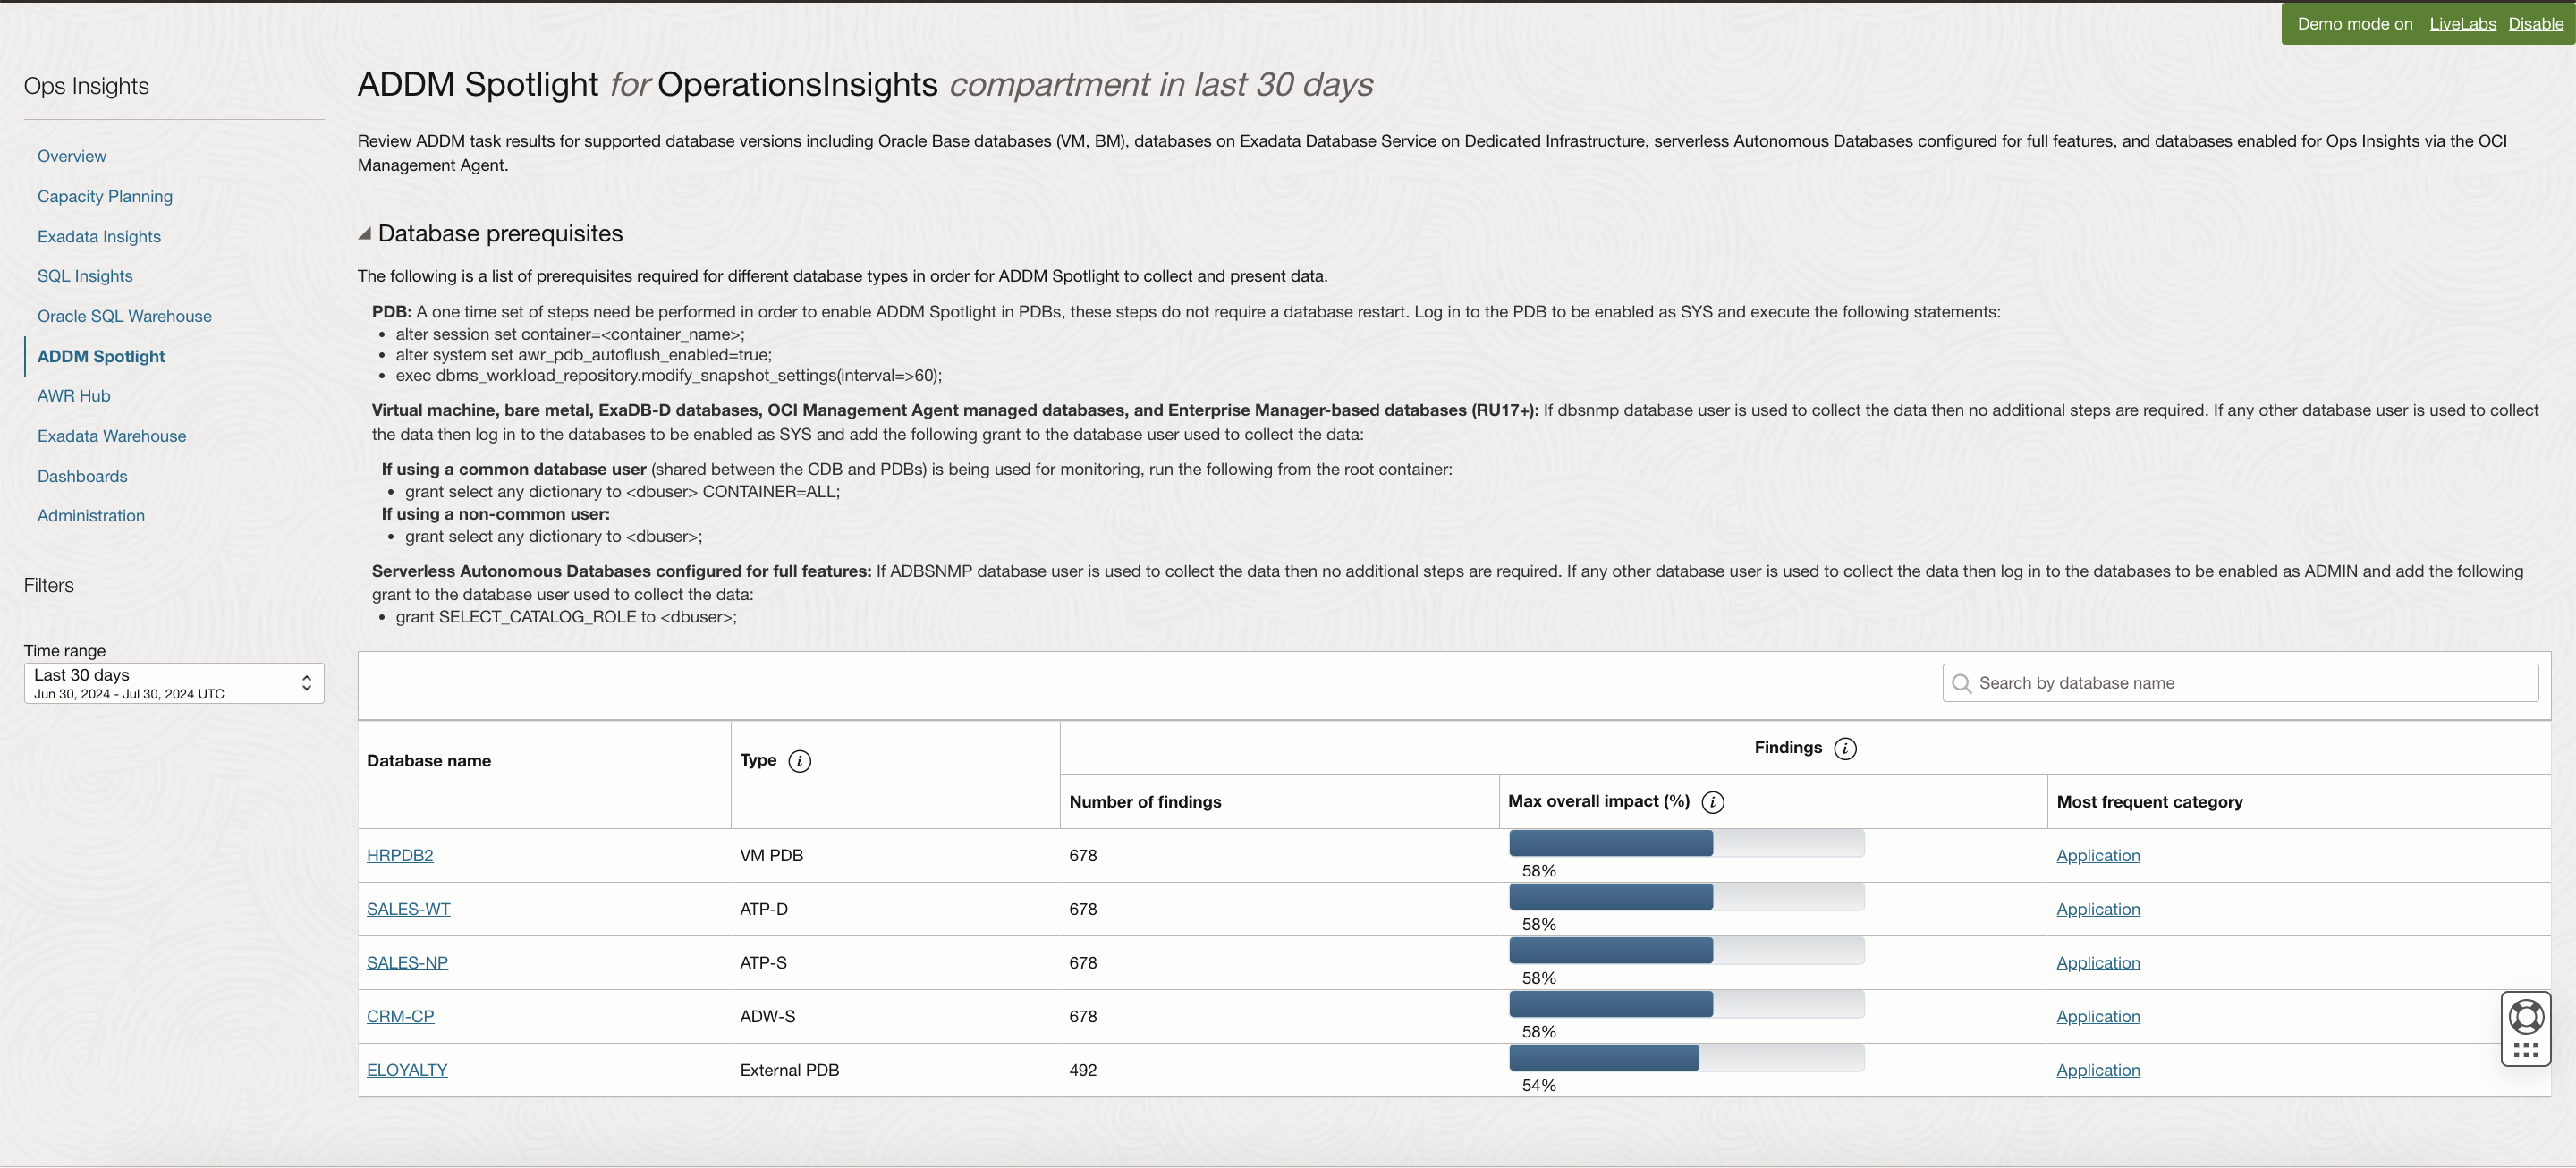 Demo mode on LiveLabs Disable
Ops Insights
Overview
Capacity Planning
Exadata Insights
SQL Insights
Oracle SQL Warehouse
ADDM Spotlight
AWR Hub
Exadata Warehouse
Dashboards
Administration
Filters
Time range
Last 30 days
Jun 30, 2024 - Jul 30, 2024 UTC
ADDM Spotlight for OperationsInsights compartment in last 30 days
Review ADDM task results for supported database versions including Oracle Base databases (VM, BM), databases on Exadata Database Service on Dedicated Infrastructure, serverless Autonomous Databases configured for full features, and databases enabled for Ops Insights via the OCI
Management Agent.
Database prerequisites
The following is a list of prerequisites required for different database types in order for ADDM Spotlight to collect and present data.
PDB: A one time set of steps need be performed in order to enable ADDM Spotlight in PDBs, these steps do not require a database restart. Log in to the PDB to be enabled as SYS and execute the following statements:
• alter session set container=<container_name>;
• alter system set awr_pdb_autoflush_enabled=true;
• exec dbms_workload_repository.modify_snapshot_settings(interval=>60);
Virtual machine, bare metal, ExaDB-D databases, OCI Management Agent managed databases, and Enterprise Manager-based databases (RU17+): If dbsnmp database user is used to collect the data then no additional steps are required. If any other database user is used to collect
the data then log in to the databases to be enabled as SYS and add the following grant to the database user used to collect the data:
If using a common database user (shared between the CDB and PDBs) is being used for monitoring, run the following from the root container:
• grant select any dictionary to <dbuser> CONTAINER=ALL;
If using a non-common user:
• grant select any dictionary to <dbuser>;
Serverless Autonomous Databases configured for full features: If ADBSNMP database user is used to collect the data then no additional steps are required. If any other database user is used to collect the data then log in to the databases to be enabled as ADMIN and add the following
grant to the database user used to collect the data:
• grant SELECT_CATALOG_ROLE to <dbuser>;
Search by database name
Database name Type i Findings i
Number of findings Max overall impact (%) i Most frequent category
HRPDB2 VM PDB 678 58% Application
SALES-WT ATP-D 678 58% Application
SALES-NP ATP-S 678 58% Application
CRM-CP ADW-S 678 58% Application
ELOYALTY External PDB 492 54% Application